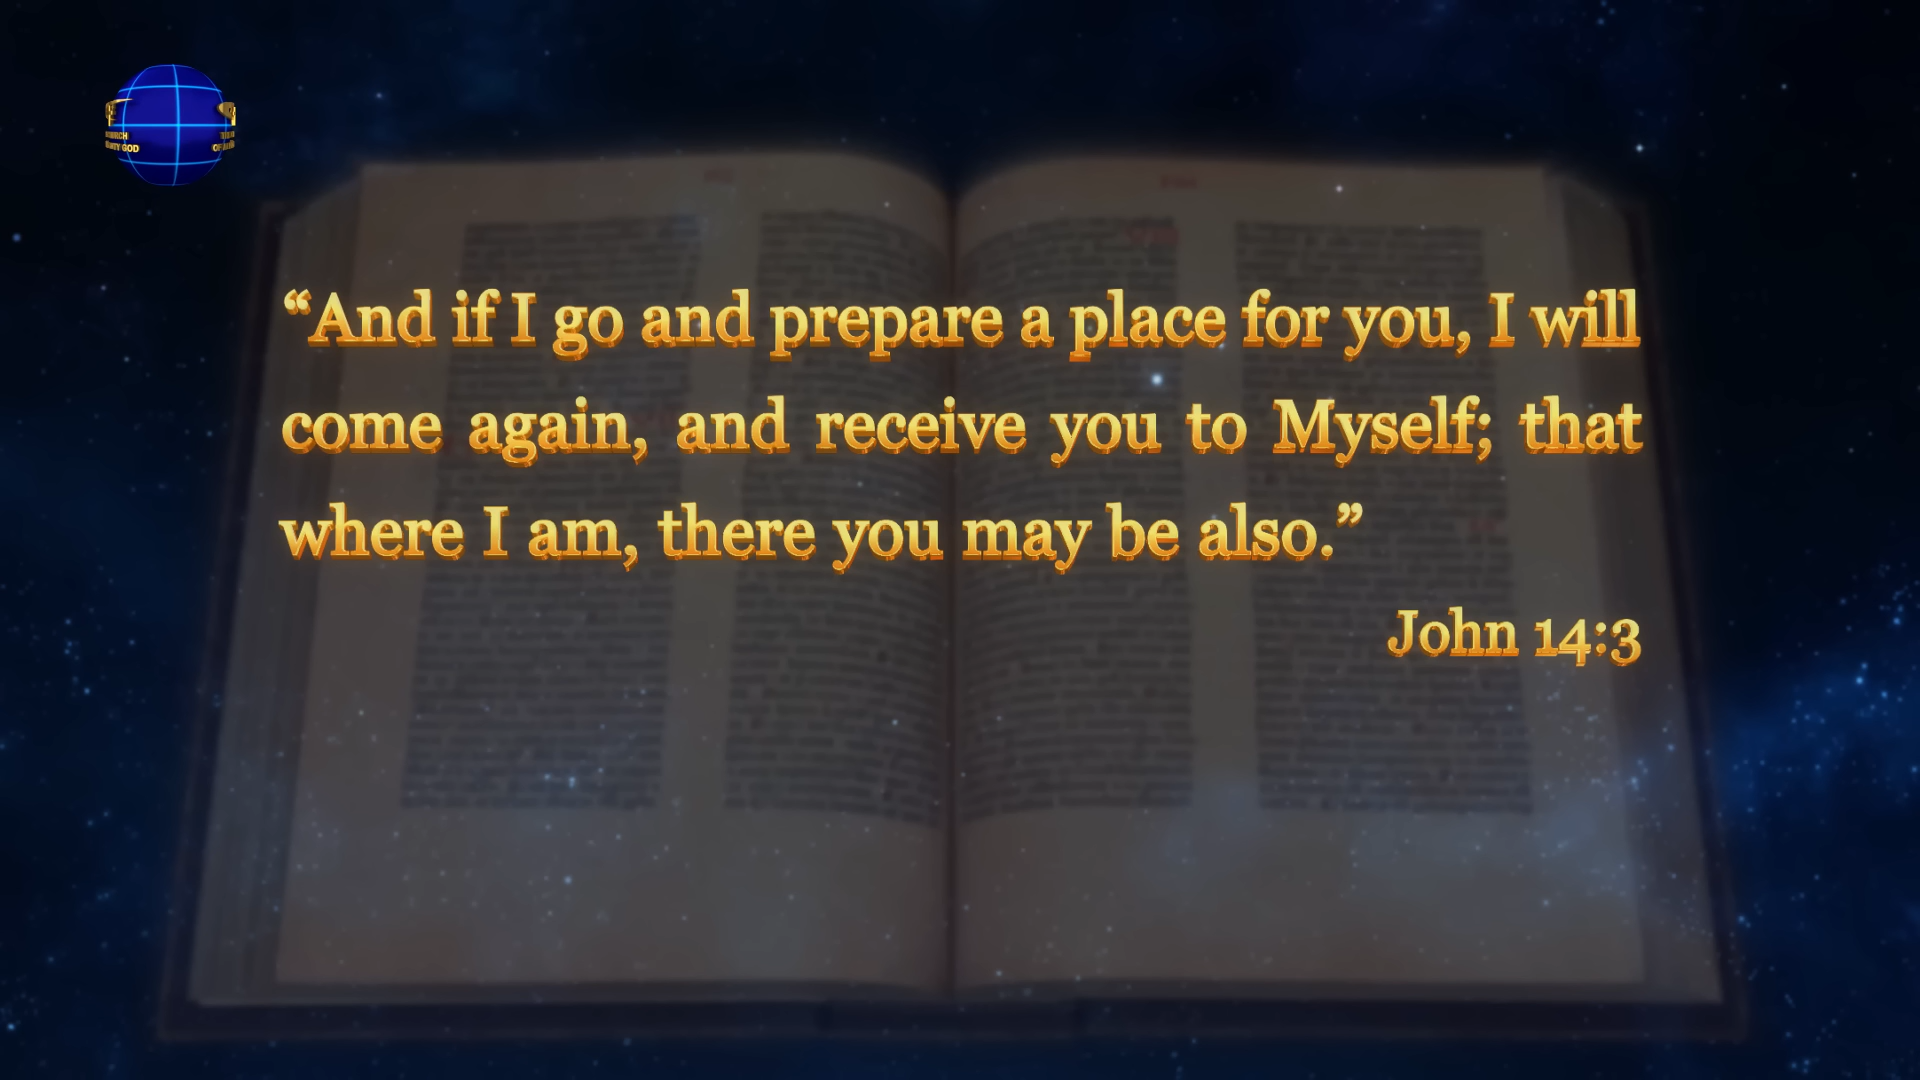 “And if I go and prepare a place for you, I will
come again, and receive you to Myself; that
where I am, there you may be also.”
John 14:3
GOD